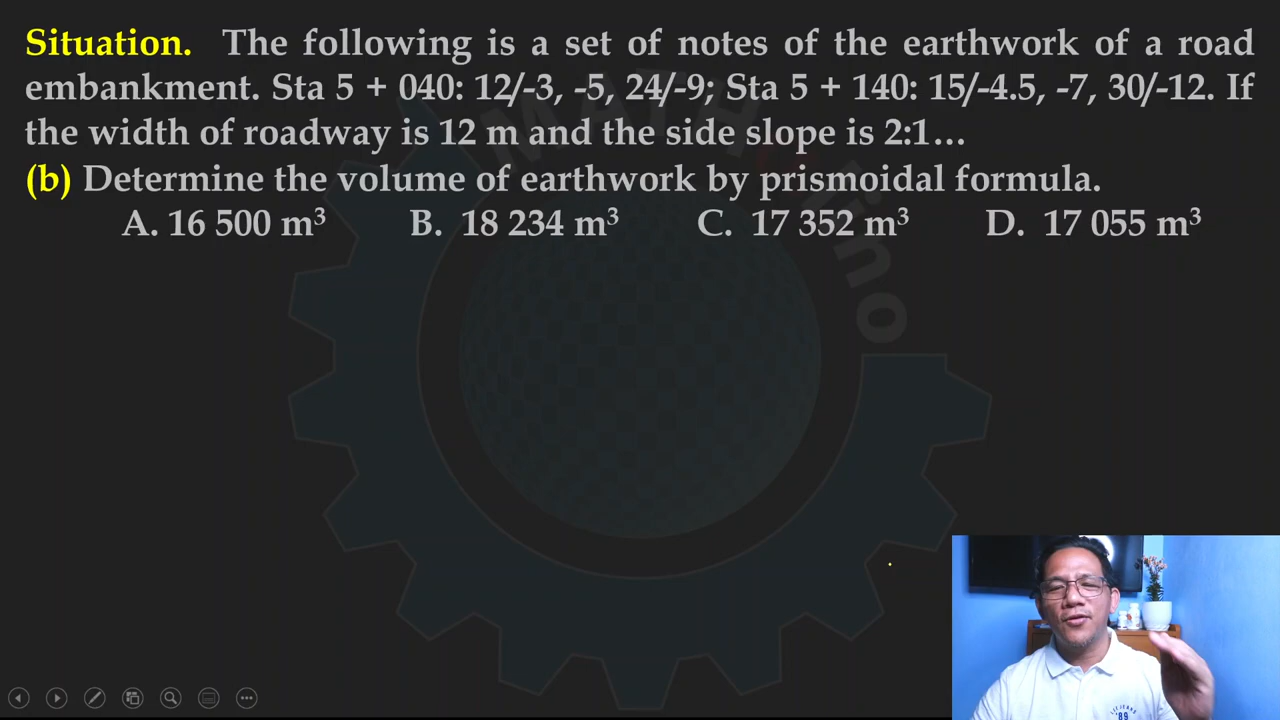 Situation. The following is a set of notes of the earthwork of a road
embankment. Sta 5 + 040: 12/-3, -5, 24/-9; Sta 5 + 140: 15/-4.5, -7, 30/-12. If
the width of roadway is 12 m and the side slope is 2:1…
(b) Determine the volume of earthwork by prismoidal formula.
A. 16 500 m³ B. 18 234 m³ C. 17 352 m³ D. 17 055 m³
MATHlino
'89